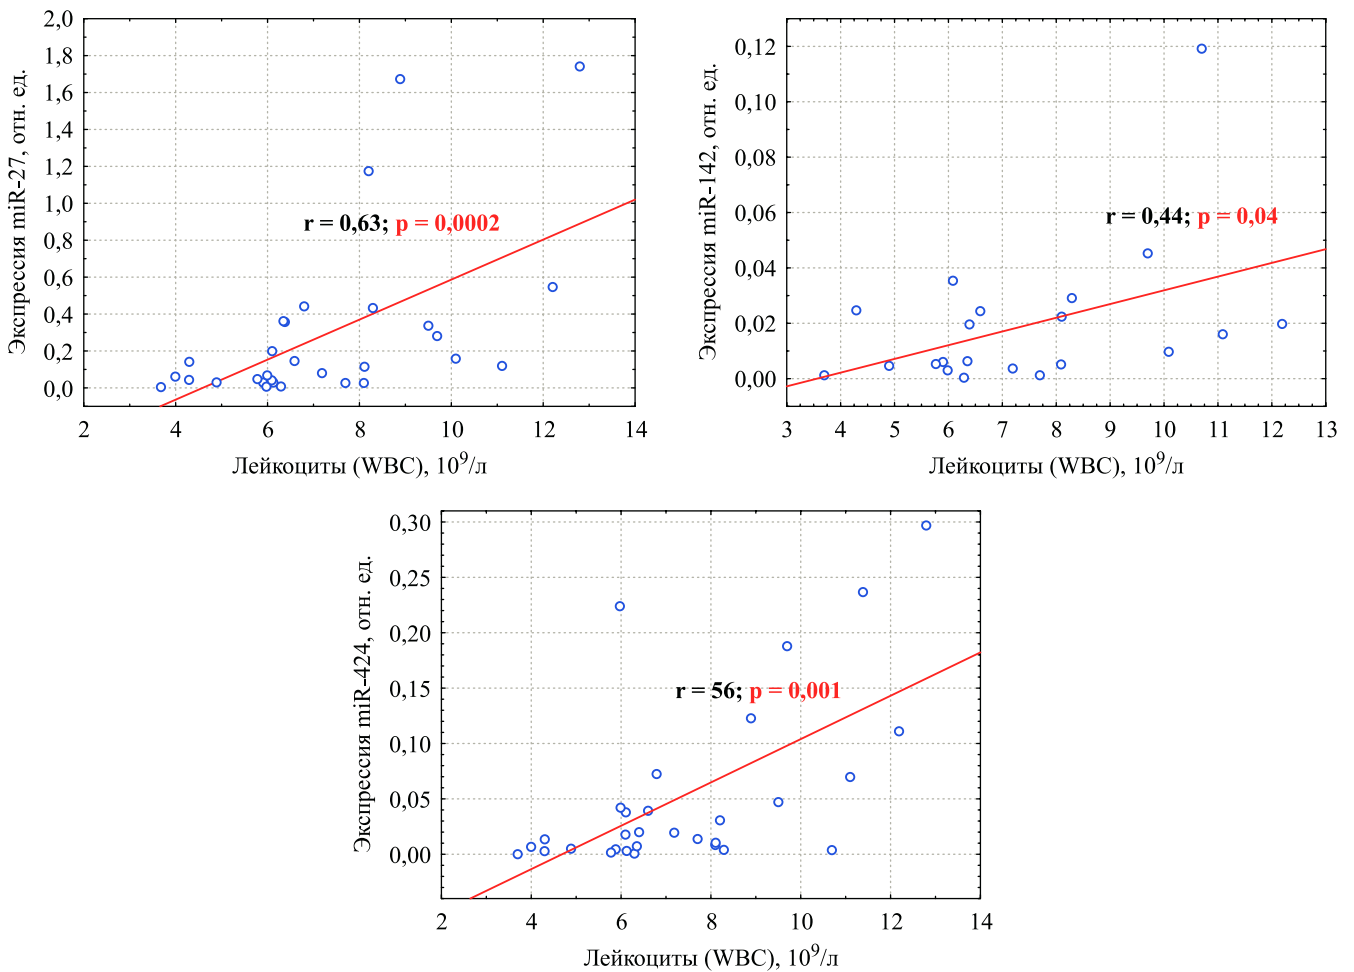 2,0
1,8
1,6
1,4
1,2
1,0
0,8
0,6
0,4
0,2
0,0
Экспрессия miR-27, отн. ед.
r = 0,63; p = 0,0002
2 4 6 8 10 12 14
Лейкоциты (WBC), 10⁹/л
0,12
0,10
0,08
0,06
0,04
0,02
0,00
Экспрессия miR-142, отн. ед.
r = 0,44; p = 0,04
3 4 5 6 7 8 9 10 11 12 13
Лейкоциты (WBC), 10⁹/л
0,30
0,25
0,20
0,15
0,10
0,05
0,00
Экспрессия miR-424, отн. ед.
r = 56; p = 0,001
2 4 6 8 10 12 14
Лейкоциты (WBC), 10⁹/л